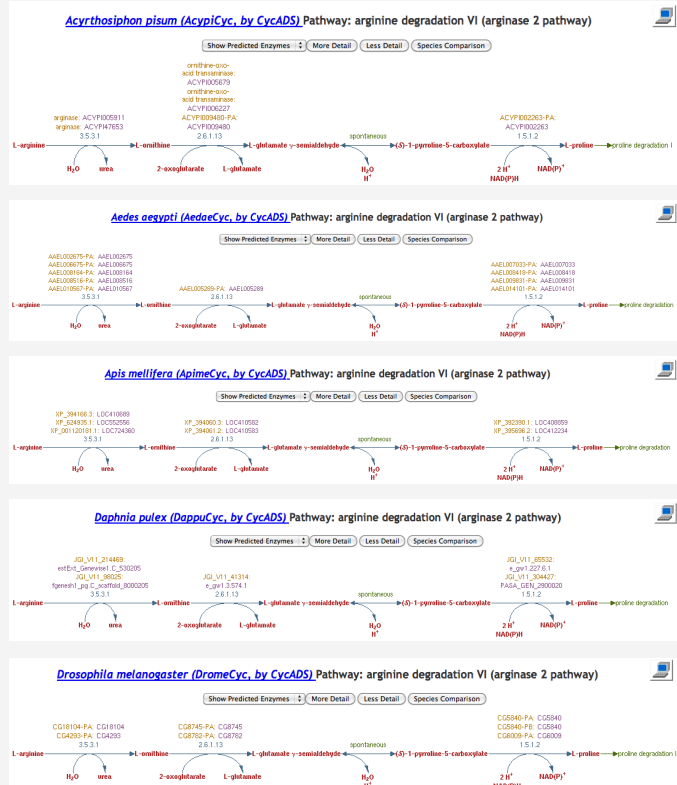 Acyrthosiphon pisum (AcypiCyc, by CycADS) Pathway: arginine degradation VI (arginase 2 pathway)
Show Predicted Enzymes More Detail Less Detail Species Comparison
ornithine-oxo-
acid transaminase:
ACYPI005679
ornithine-oxo-
acid transaminase:
ACYPI006227
arginase: ACYPI005911 ACYPI009480-PA: ACYPI002263-PA:
arginase: ACYPI47653 ACYPI009480 ACYPI002263
3.5.3.1 2.6.1.13 spontaneous 1.5.1.2
L-arginine L-ornithine L-glutamate γ-semialdehyde (S)-1-pyrroline-5-carboxylate L-proline proline degradation I
H2O urea 2-oxoglutarate L-glutamate H2O 2 H+ NAD(P)+
H+ NAD(P)H
Aedes aegypti (AedaeCyc, by CycADS) Pathway: arginine degradation VI (arginase 2 pathway)
Show Predicted Enzymes More Detail Less Detail Species Comparison
AAEL002675-PA: AAEL002675
AAEL006675-PA: AAEL006675 AAEL007033-PA: AAEL007033
AAEL008164-PA: AAEL008164 AAEL008418-PA: AAEL008418
AAEL008516-PA: AAEL008516 AAEL009831-PA: AAEL009831
AAEL010567-PA: AAEL010567 AAEL005289-PA: AAEL005289 AAEL014101-PA: AAEL014101
3.5.3.1 2.6.1.13 spontaneous 1.5.1.2
L-arginine L-ornithine L-glutamate γ-semialdehyde (S)-1-pyrroline-5-carboxylate L-proline proline degradation
H2O urea 2-oxoglutarate L-glutamate H2O 2 H+ NAD(P)+
H+ NAD(P)H
Apis mellifera (ApimeCyc, by CycADS) Pathway: arginine degradation VI (arginase 2 pathway)
Show Predicted Enzymes More Detail Less Detail Species Comparison
XP_394166.3: LOC410689
XP_624935.1: LOC552556 XP_394060.3: LOC410582 XP_392380.1: LOC408859
XP_001120181.1: LOC724360 XP_394061.2: LOC410583 XP_395696.2: LOC412234
3.5.3.1 2.6.1.13 spontaneous 1.5.1.2
L-arginine L-ornithine L-glutamate γ-semialdehyde (S)-1-pyrroline-5-carboxylate L-proline proline degradation
H2O urea 2-oxoglutarate L-glutamate H2O 2 H+ NAD(P)+
H+ NAD(P)H
Daphnia pulex (DappuCyc, by CycADS) Pathway: arginine degradation VI (arginase 2 pathway)
Show Predicted Enzymes More Detail Less Detail Species Comparison
JGI_V11_214469: JGI_V11_65532:
estExt_Genewise1.C_530205 e_gw1.227.6.1
JGI_V11_98025: JGI_V11_41314: JGI_V11_304427:
fgenesh1_pg.C_scaffold_8000205 e_gw1.3.574.1 PASA_GEN_2900020
3.5.3.1 2.6.1.13 spontaneous 1.5.1.2
L-arginine L-ornithine L-glutamate γ-semialdehyde (S)-1-pyrroline-5-carboxylate L-proline proline degradation
H2O urea 2-oxoglutarate L-glutamate H2O 2 H+ NAD(P)+
H+ NAD(P)H
Drosophila melanogaster (DromeCyc, by CycADS) Pathway: arginine degradation VI (arginase 2 pathway)
Show Predicted Enzymes More Detail Less Detail Species Comparison
CG5840-PA: CG5840
CG18104-PA: CG18104 CG8745-PA: CG8745 CG5840-PB: CG5840
CG4293-PA: CG4293 CG8782-PA: CG8782 CG6009-PA: CG6009
3.5.3.1 2.6.1.13 spontaneous 1.5.1.2
L-arginine L-ornithine L-glutamate γ-semialdehyde (S)-1-pyrroline-5-carboxylate L-proline proline degradation I
H2O urea 2-oxoglutarate L-glutamate H2O 2 H+ NAD(P)+
H+ NAD(P)H